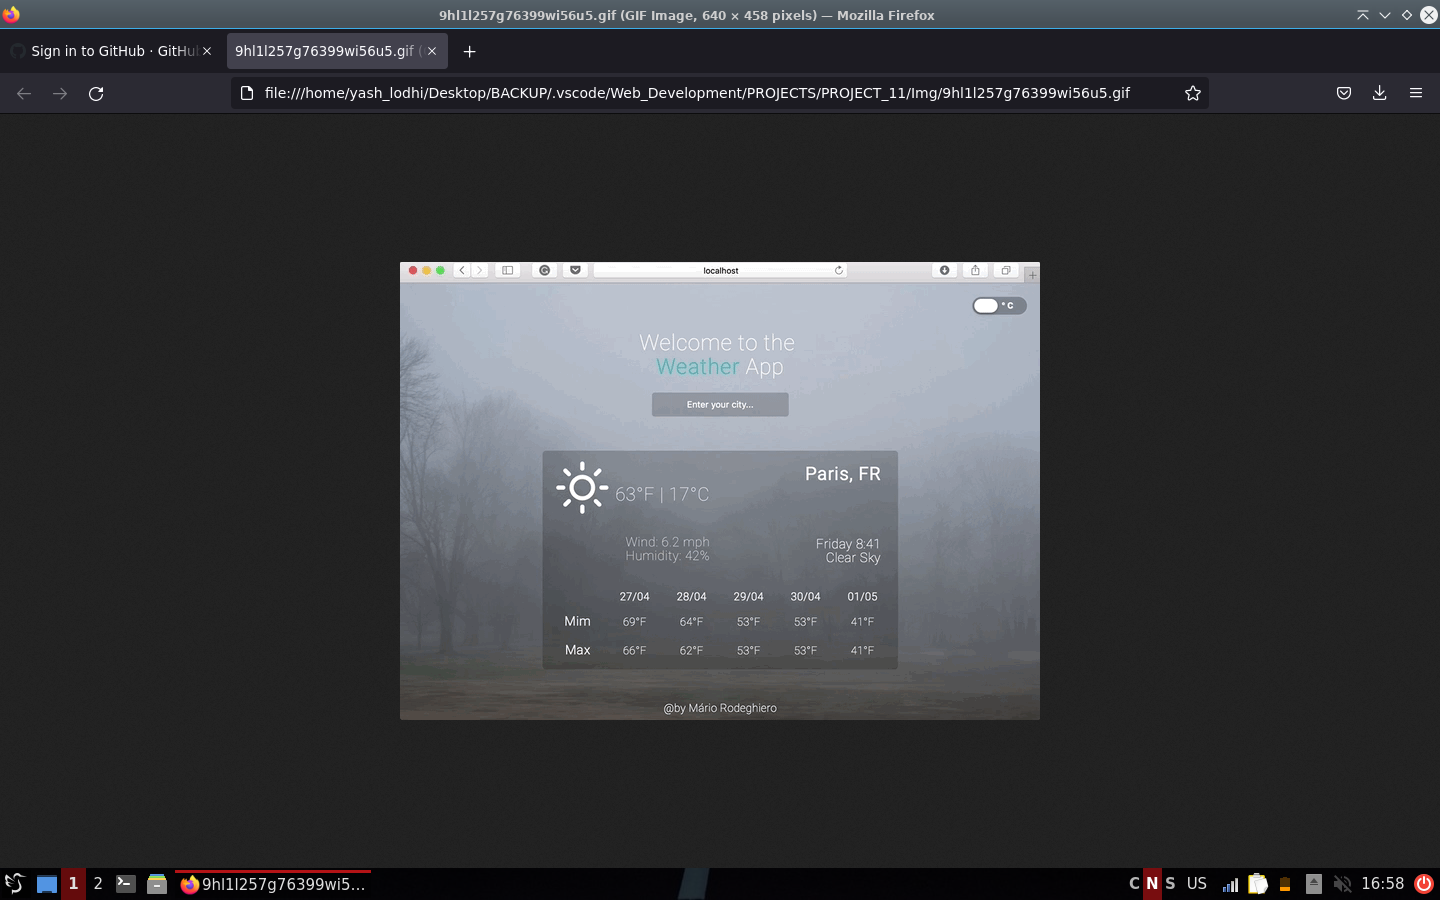 9hl1l257g76399wi56u5.gif (GIF Image, 640 × 458 pixels) — Mozilla Firefox
Sign in to GitHub · GitHu
9hl1l257g76399wi56u5.gif (
file:///home/yash_lodhi/Desktop/BACKUP/.vscode/Web_Development/PROJECTS/PROJECT_11/Img/9hl1l257g76399wi56u5.gif
localhost
° C
Welcome to the
Weather App
Enter your city...
Paris, FR
63°F | 17°C
Wind: 6.2 mph
Humidity: 42%
Friday 8:41
Clear Sky
27/04 28/04 29/04 30/04 01/05
Mim 69°F 64°F 53°F 53°F 41°F
Max 66°F 62°F 53°F 53°F 41°F
@by Mário Rodeghiero
1 2 9hl1l257g76399wi5... C N S US 16:58